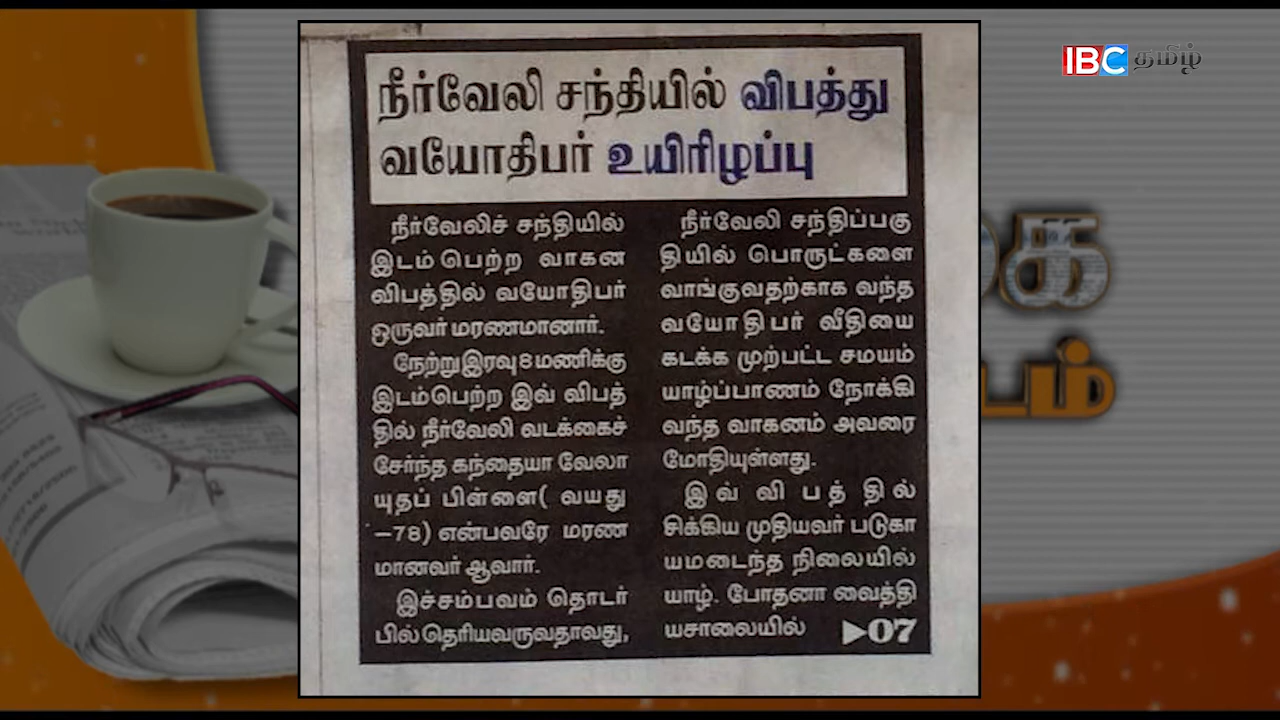 IBC தமிழ்
நீர்வேலி சந்தியில் விபத்து
வயோதிபர் உயிரிழப்பு
நீர்வேலிச் சந்தியில்
இடம்பெற்ற வாகன
விபத்தில் வயோதிபர்
ஒருவர் மரணமானார்.
நேற்று இரவு 8 மணிக்கு
இடம்பெற்ற இவ் விபத்
தில் நீர்வேலி வடக்கைச்
சேர்ந்த கந்தையா வேலா
யுதப் பிள்ளை( வயது
–78) என்பவரே மரண
மானவர் ஆவார்.
இச்சம்பவம் தொடர்
பில் தெரியவருவதாவது,
நீர்வேலி சந்திப்பகு
தியில் பொருட்களை
வாங்குவதற்காக வந்த
வயோதிபர் வீதியை
கடக்க முற்பட்ட சமயம்
யாழ்ப்பாணம் நோக்கி
வந்த வாகனம் அவரை
மோதியுள்ளது.
இவ் விபத்தில்
சிக்கிய முதியவர் படுகா
யமடைந்த நிலையில்
யாழ். போதனா வைத்தி
யசாலையில் ▶07